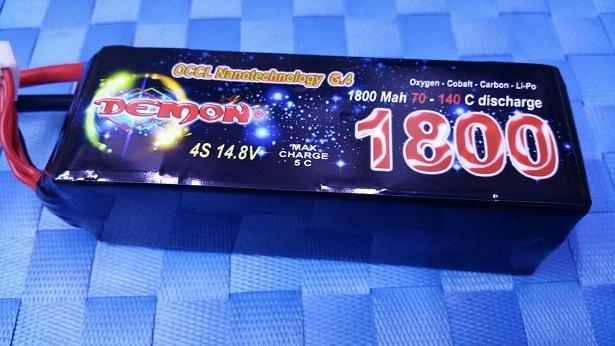 OCCL Nanotechnology G.4
Oxygen - Cobalt - Carbon - Li-Po
1800 Mah 70 - 140 C discharge
DEMON®
1800
4S 14.8V
MAX
CHARGE
5 C